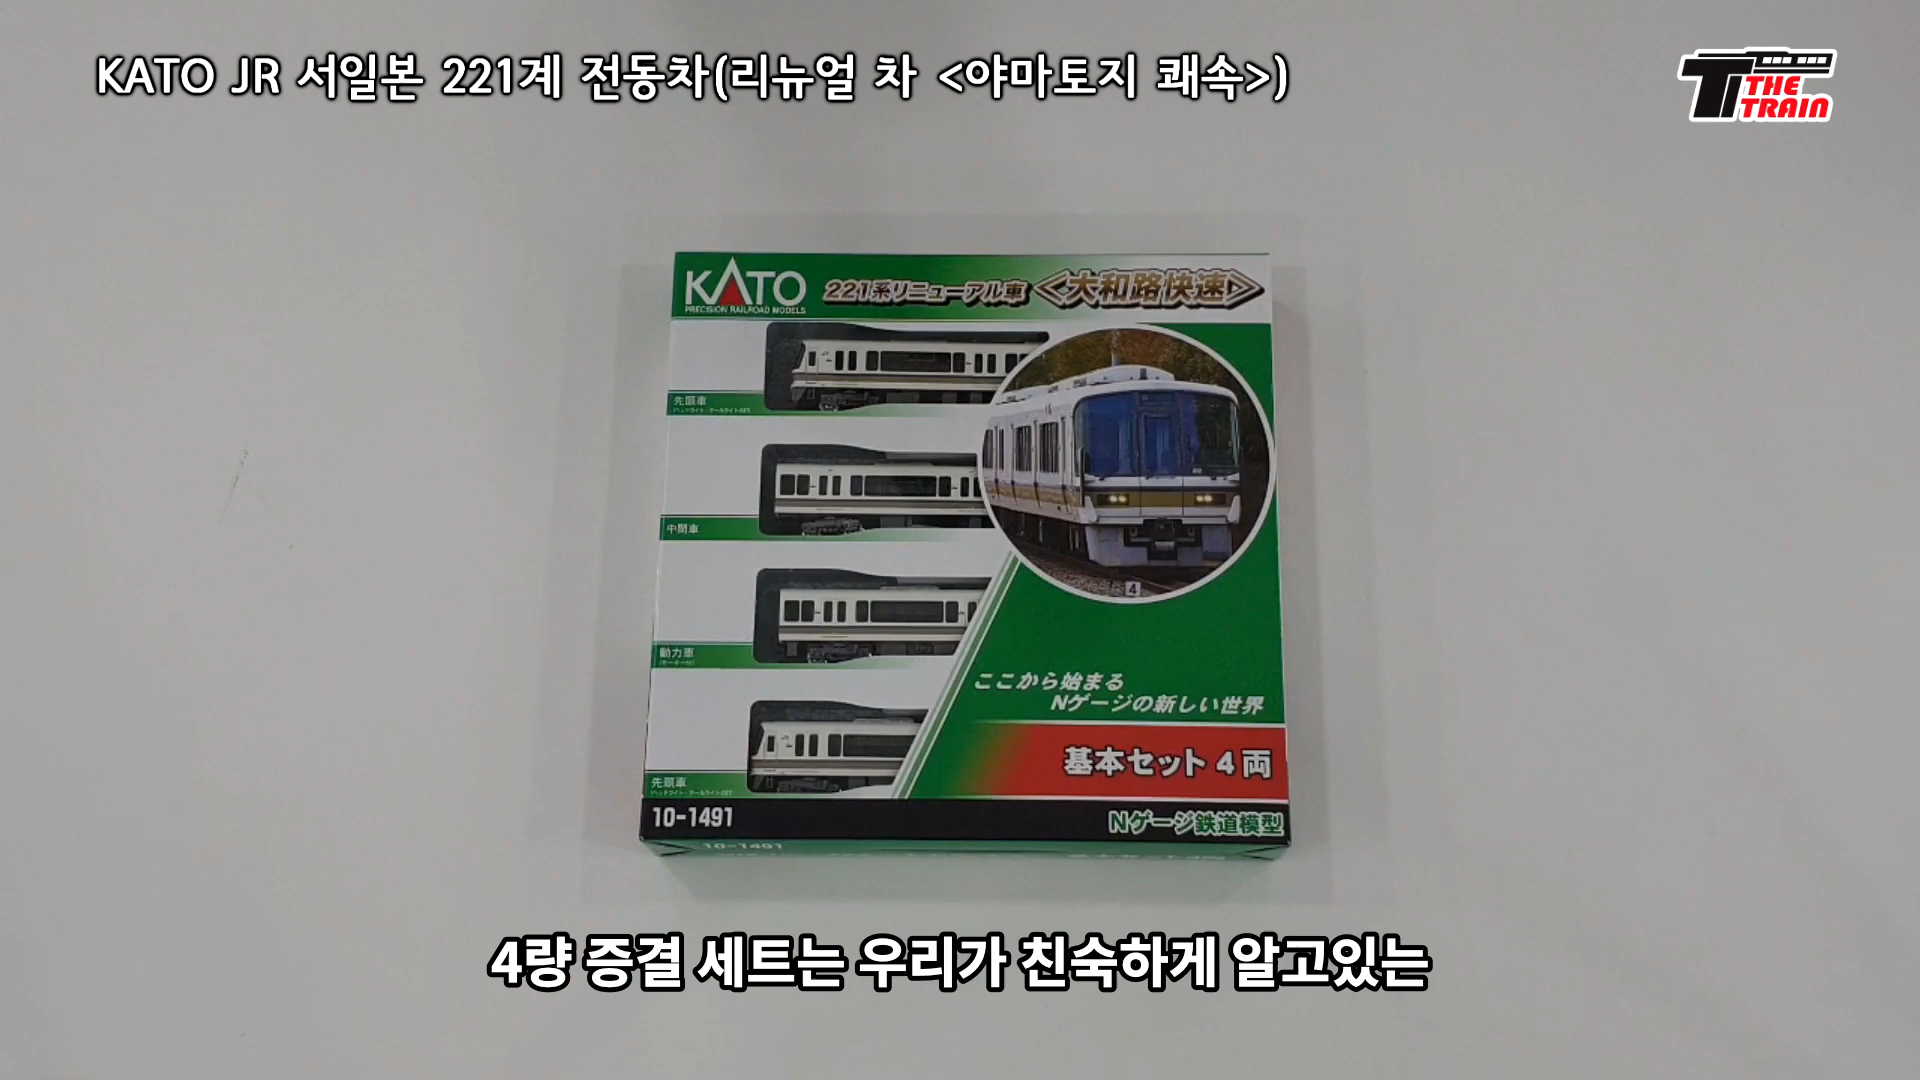 KATO JR 서일본 221계 전동차(리뉴얼 차 <야마토지 쾌속>)
THE
TRAIN
KATO
PRECISION RAILROAD MODELS
221系リニューアル車 <大和路快速>
先頭車
中間車
動力車
先頭車
4
ここから始まる
Nゲージの新しい世界
基本セット 4両
10-1491
Nゲージ鉄道模型
10-1491
4량 증결 세트는 우리가 친숙하게 알고있는